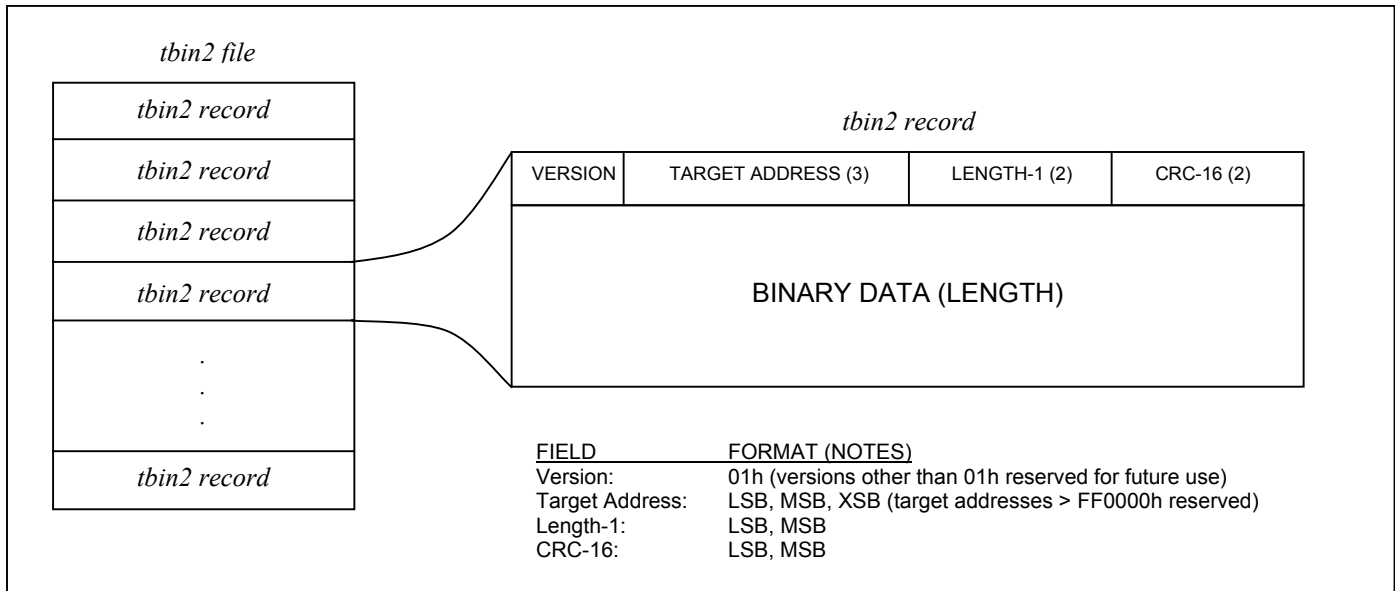 tbin2 file
tbin2 record
tbin2 record
tbin2 record
tbin2 record
.
.
.
tbin2 record
tbin2 record
VERSION TARGET ADDRESS (3) LENGTH-1 (2) CRC-16 (2)
BINARY DATA (LENGTH)
FIELD FORMAT (NOTES)
Version: 01h (versions other than 01h reserved for future use)
Target Address: LSB, MSB, XSB (target addresses > FF0000h reserved)
Length-1: LSB, MSB
CRC-16: LSB, MSB